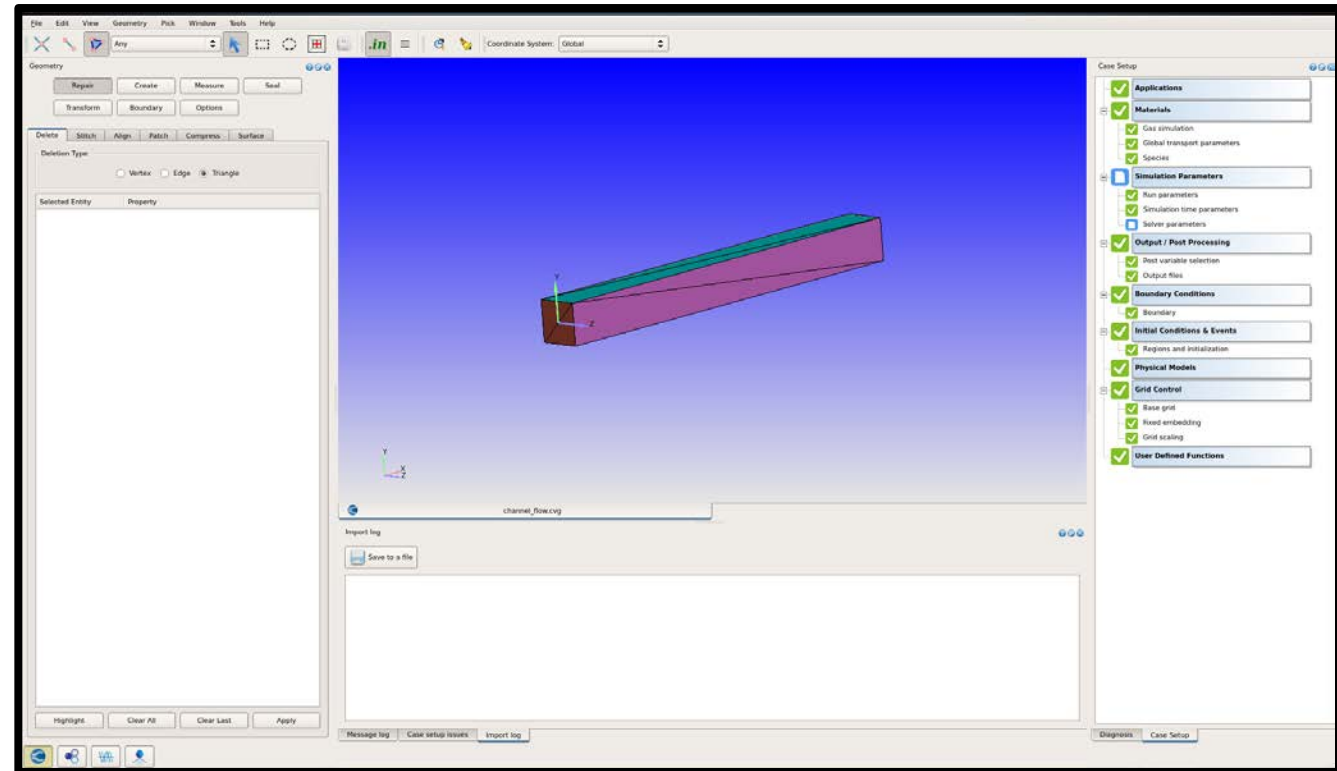 File Edit View Geometry Pick Window Tools Help
Any .in Coordinate System: Global
Geometry
Repair Create Measure Seal
Transform Boundary Options
Delete Stitch Align Patch Compress Surface
Deletion Type
Vertex Edge Triangle
Selected Entity Property
Highlight Clear All Clear Last Apply
Y
Z
Y
X
Z
channel_flow.cvg
Import log
Save to a file
Message log Case setup issues Import log
Case Setup
Applications
Materials
Gas simulation
Global transport parameters
Species
Simulation Parameters
Run parameters
Simulation time parameters
Solver parameters
Output / Post Processing
Post variable selection
Output files
Boundary Conditions
Boundary
Initial Conditions & Events
Regions and initialization
Physical Models
Grid Control
Base grid
Fixed embedding
Grid scaling
User Defined Functions
Diagnosis Case Setup